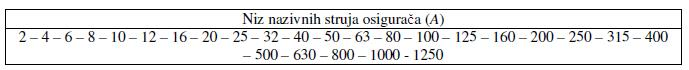 Niz nazivnih struja osigurača (A)
2 – 4 – 6 – 8 – 10 – 12 – 16 – 20 – 25 – 32 – 40 – 50 – 63 – 80 – 100 – 125 – 160 – 200 – 250 – 315 – 400
– 500 – 630 – 800 – 1000 - 1250